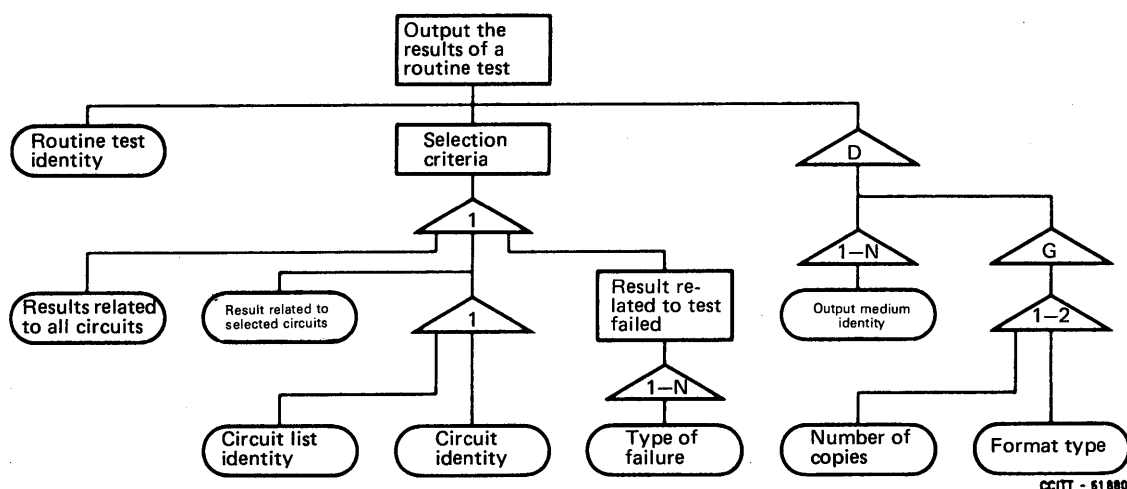 Output the
results of a
routine test
Routine test
identity
Selection
criteria
D
1
1–N
G
Results related
to all circuits
Result related to
selected circuits
1
Result re-
lated to test
failed
Output medium
identity
1–2
1–N
Circuit list
identity
Circuit
identity
Type of
failure
Number of
copies
Format type
CCITT - 61880